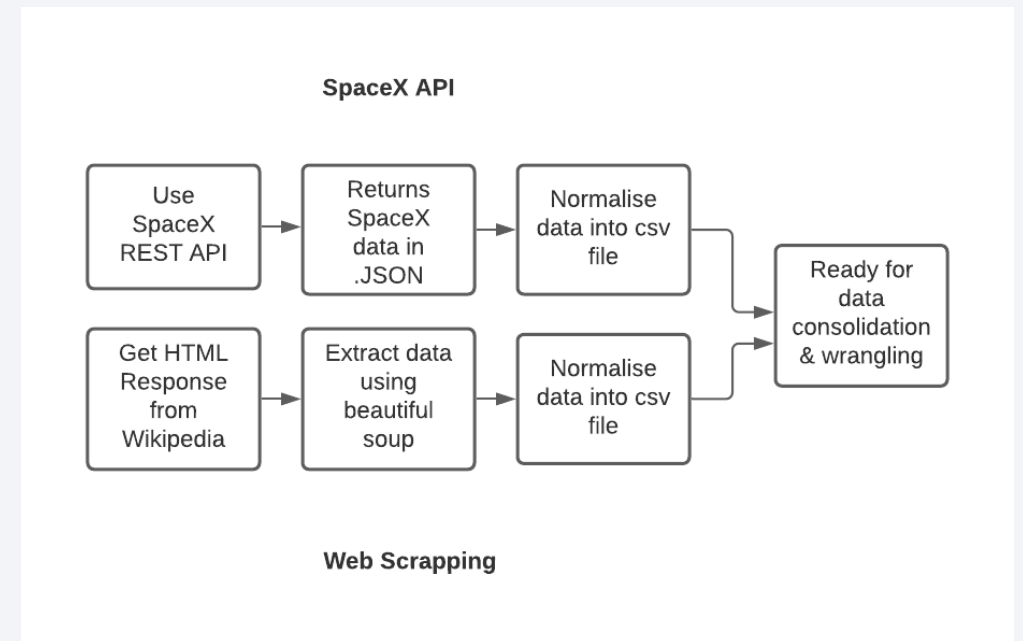 SpaceX API
Use
SpaceX
REST API
Returns
SpaceX
data in
.JSON
Normalise
data into csv
file
Ready for
data
consolidation
& wrangling
Get HTML
Response
from
Wikipedia
Extract data
using
beautiful
soup
Normalise
data into csv
file
Web Scrapping